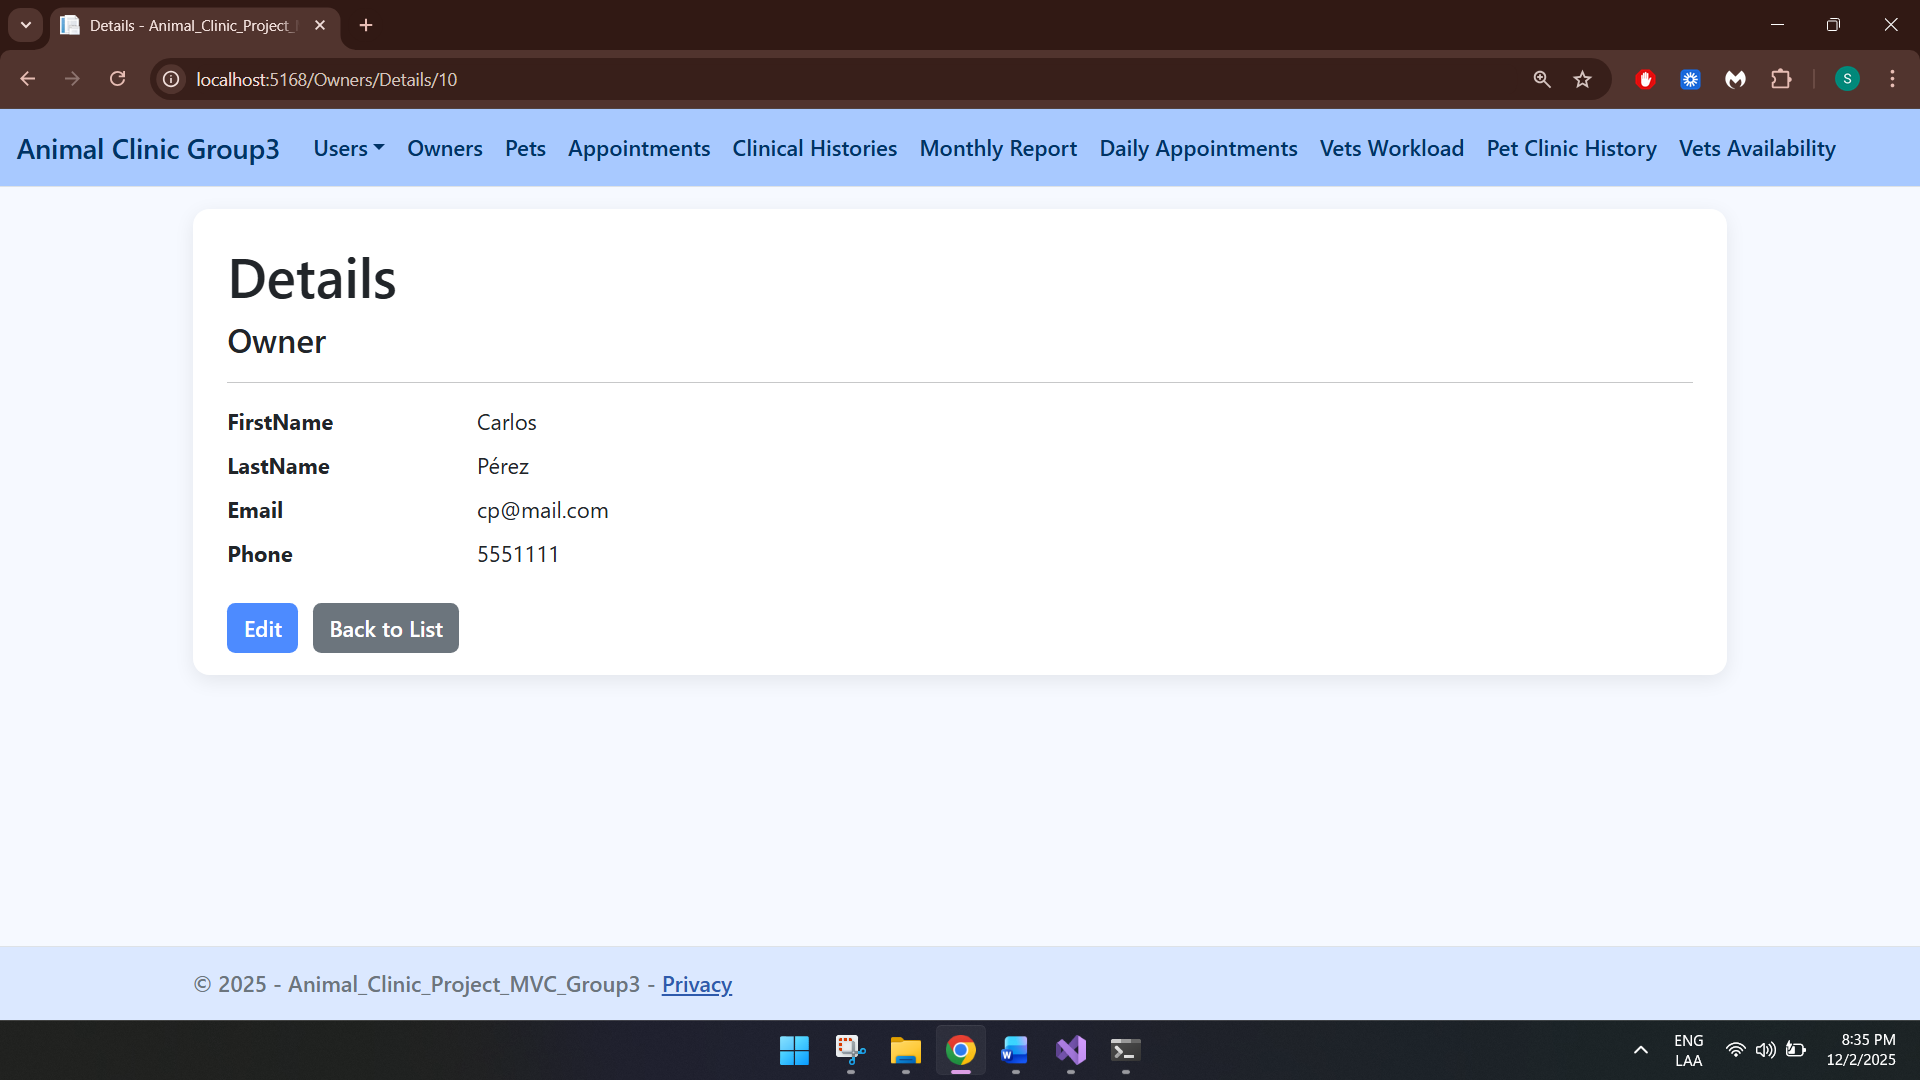 Details - Animal_Clinic_Project_
localhost:5168/Owners/Details/10
S
Animal Clinic Group3 Users Owners Pets Appointments Clinical Histories Monthly Report Daily Appointments Vets Workload Pet Clinic History Vets Availability
Details
Owner
FirstName Carlos
LastName Pérez
Email cp@mail.com
Phone 5551111
Edit Back to List
© 2025 - Animal_Clinic_Project_MVC_Group3 - Privacy
ENG 8:35 PM
LAA 12/2/2025